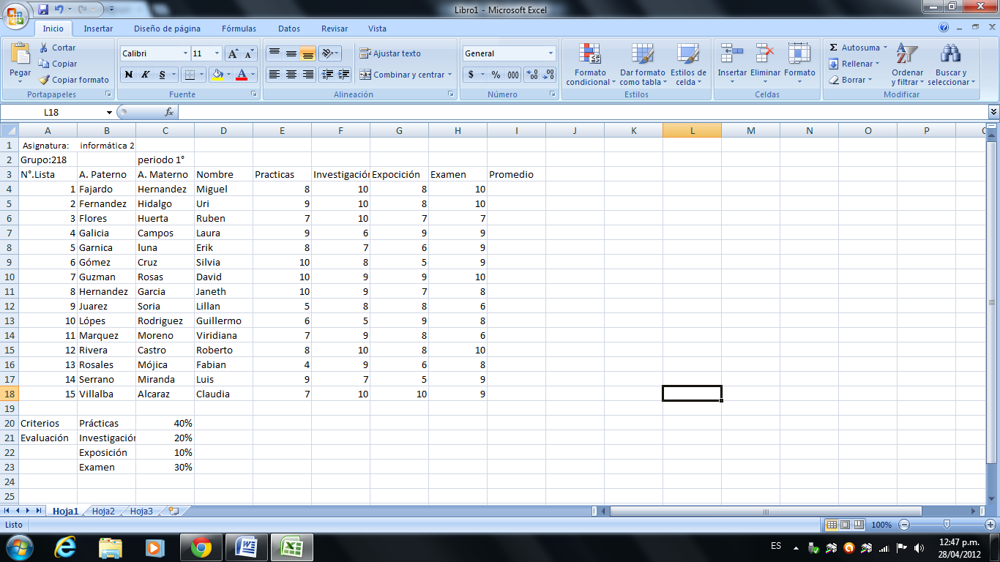 Libro1 - Microsoft Excel
Inicio Insertar Diseño de página Fórmulas Datos Revisar Vista
Pegar Cortar Copiar Copiar formato Portapapeles
Calibri 11 N K S Fuente
Ajustar texto Combinar y centrar Alineación
General $ % 000 Número
Formato condicional Dar formato como tabla Estilos de celda Estilos
Insertar Eliminar Formato Celdas
Autosuma Rellenar Borrar Ordenar y filtrar Buscar y seleccionar Modificar
L18 fx
A B C D E F G H I J K L M N O P
1 Asignatura: informática 2
2 Grupo:218 periodo 1°
3 N°.Lista A. Paterno A. Materno Nombre Practicas Investigación Expocición Examen Promedio
4 1 Fajardo Hernandez Miguel 8 10 8 10
5 2 Fernandez Hidalgo Uri 9 10 8 10
6 3 Flores Huerta Ruben 7 10 7 7
7 4 Galicia Campos Laura 9 6 9 9
8 5 Garnica luna Erik 8 7 6 9
9 6 Gómez Cruz Silvia 10 8 5 9
10 7 Guzman Rosas David 10 9 9 10
11 8 Hernandez Garcia Janeth 10 9 7 8
12 9 Juarez Soria Lillan 5 8 8 6
13 10 Lópes Rodriguez Guillermo 6 5 9 8
14 11 Marquez Moreno Viridiana 7 9 8 6
15 12 Rivera Castro Roberto 8 10 8 10
16 13 Rosales Mójica Fabian 4 9 6 8
17 14 Serrano Miranda Luis 9 7 5 9
18 15 Villalba Alcaraz Claudia 7 10 10 9
19
20 Criterios Prácticas 40%
21 Evaluación Investigación 20%
22 Exposición 10%
23 Examen 30%
24
25
Hoja1 Hoja2 Hoja3
Listo 100%
ES 12:47 p.m.
28/04/2012